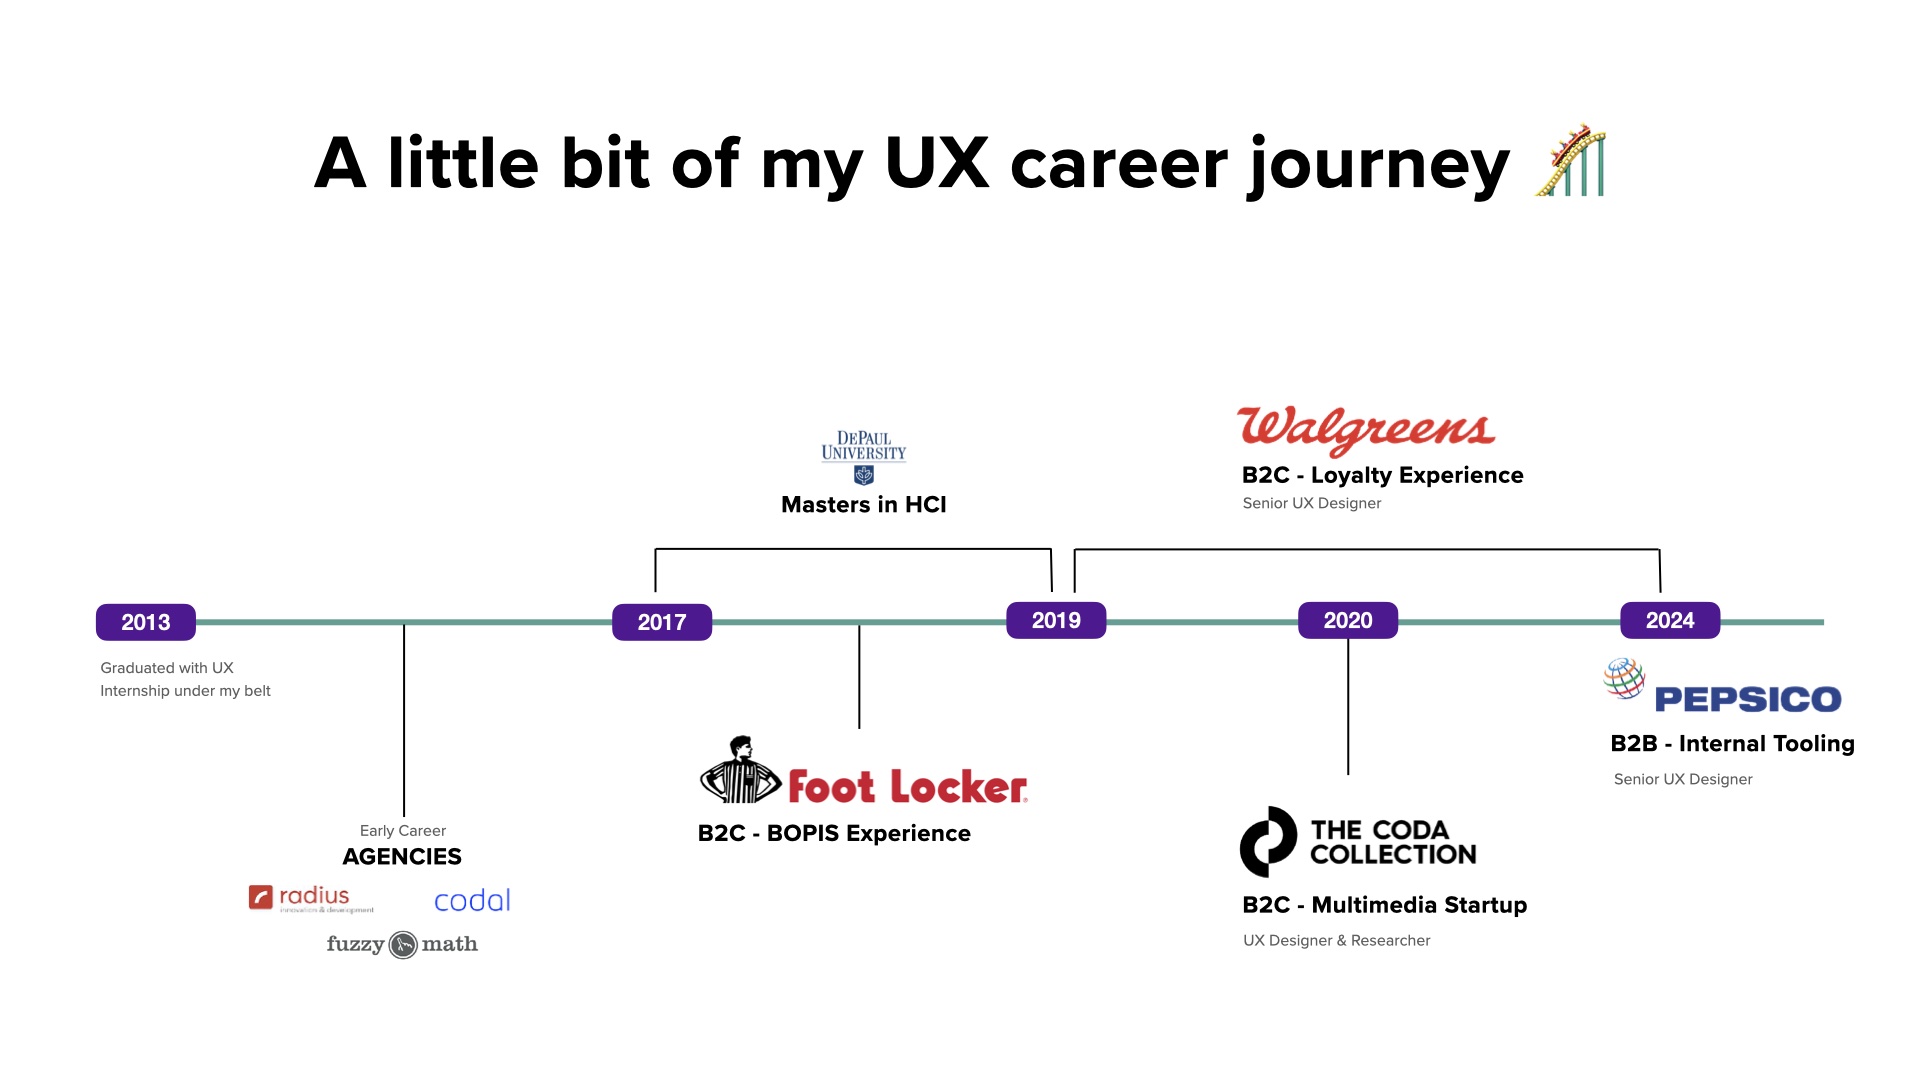 A little bit of my UX career journey
DEPAUL
UNIVERSITY
Masters in HCI
Walgreens
B2C - Loyalty Experience
Senior UX Designer
2013
2017
2019
2020
2024
Graduated with UX
Internship under my belt
Early Career
AGENCIES
radius
innovation & development
codal
fuzzy math
Foot Locker
B2C - BOPIS Experience
THE CODA
COLLECTION
B2C - Multimedia Startup
UX Designer & Researcher
PEPSICO
B2B - Internal Tooling
Senior UX Designer